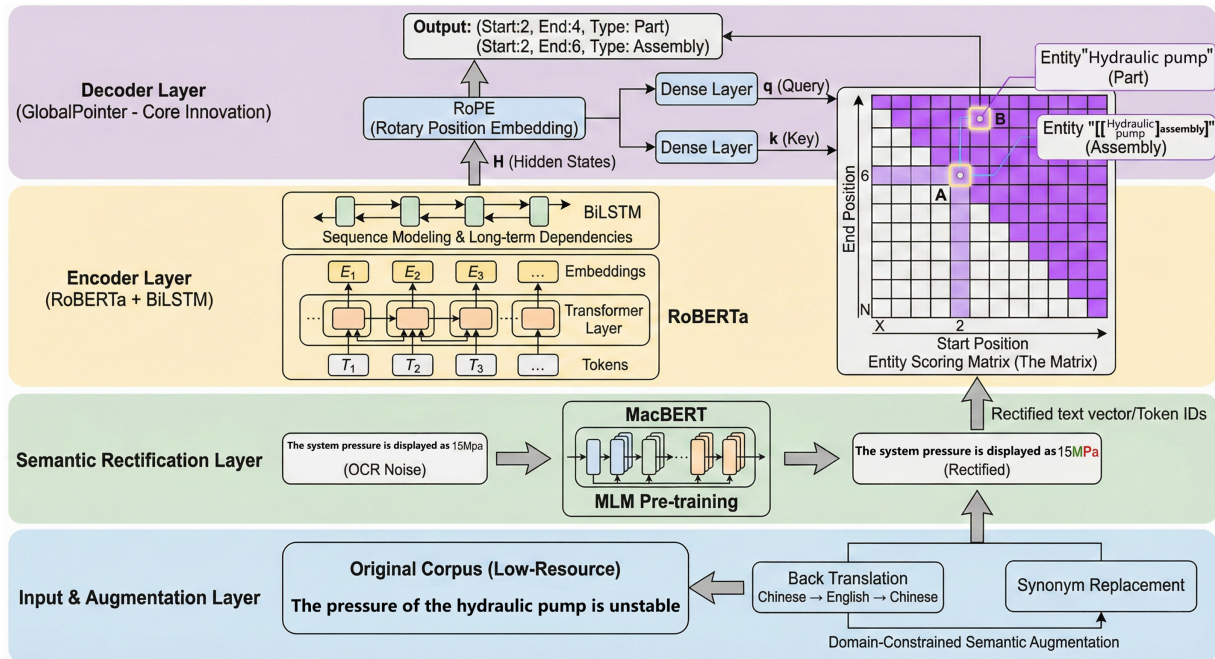 Output: (Start:2, End:4, Type: Part)
(Start:2, End:6, Type: Assembly)
Decoder Layer
(GlobalPointer - Core Innovation)
RoPE
(Rotary Position Embedding)
H (Hidden States)
Dense Layer
q (Query)
Dense Layer
k (Key)
Entity"Hydraulic pump"
(Part)
B
Entity "[[Hydraulic pump]assembly]"
(Assembly)
6
A
End Position
N
X
2
Start Position
Entity Scoring Matrix (The Matrix)
Encoder Layer
(RoBERTa + BiLSTM)
BiLSTM
Sequence Modeling & Long-term Dependencies
E1
E2
E3
...
Embeddings
...
...
Transformer
Layer
RoBERTa
T1
T2
T3
...
Tokens
Semantic Rectification Layer
The system pressure is displayed as 15Mpa
(OCR Noise)
MacBERT
...
MLM Pre-training
Rectified text vector/Token IDs
The system pressure is displayed as 15MPa
(Rectified)
Input & Augmentation Layer
Original Corpus (Low-Resource)
The pressure of the hydraulic pump is unstable
Back Translation
Chinese → English → Chinese
Synonym Replacement
Domain-Constrained Semantic Augmentation